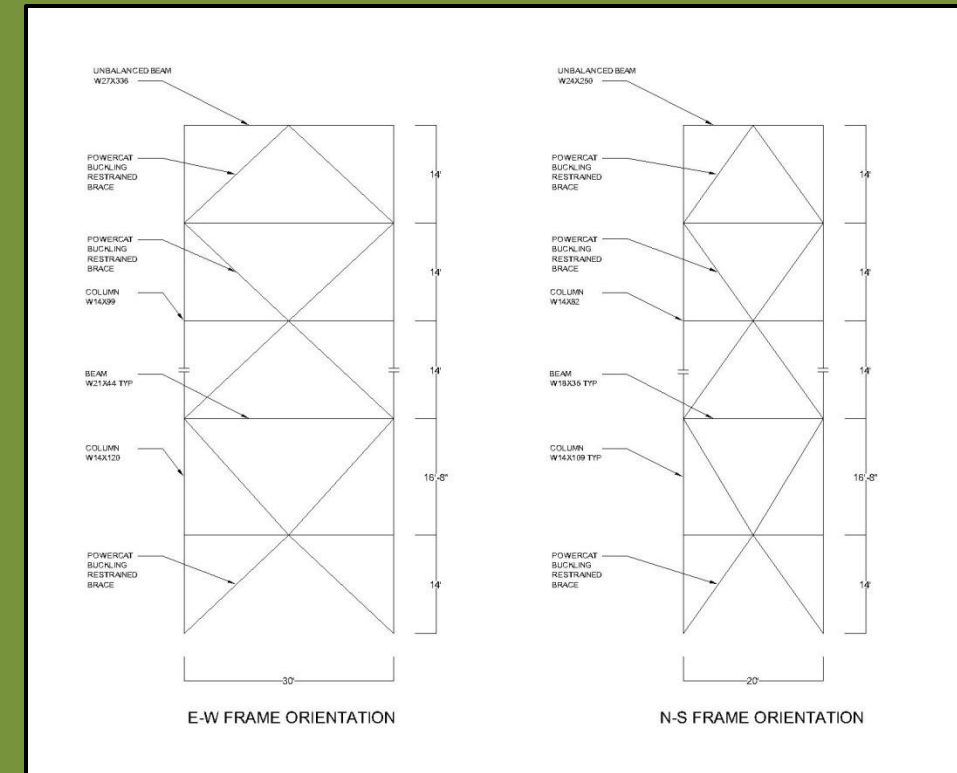 UNBALANCED BEAM
W27X336
POWERCAT
BUCKLING
RESTRAINED
BRACE
POWERCAT
BUCKLING
RESTRAINED
BRACE
COLUMN
W14X99
BEAM
W21X44 TYP
COLUMN
W14X120
POWERCAT
BUCKLING
RESTRAINED
BRACE
14'
14'
14'
16'-8"
14'
30'
E-W FRAME ORIENTATION
UNBALANCED BEAM
W24X250
POWERCAT
BUCKLING
RESTRAINED
BRACE
POWERCAT
BUCKLING
RESTRAINED
BRACE
COLUMN
W14X82
BEAM
W18X35 TYP
COLUMN
W14X109 TYP
POWERCAT
BUCKLING
RESTRAINED
BRACE
14'
14'
14'
16'-8"
14'
20'
N-S FRAME ORIENTATION